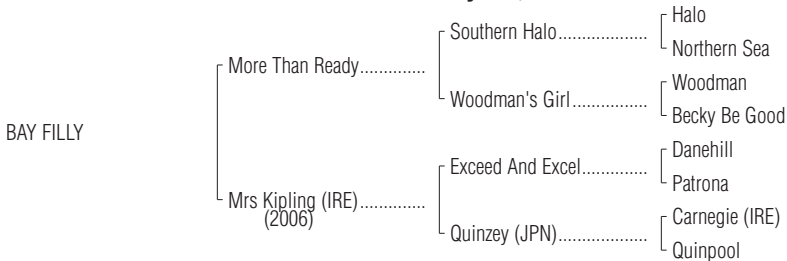 Halo
Southern Halo...................
Northern Sea
More Than Ready..............
Woodman
Woodman's Girl................
Becky Be Good
BAY FILLY
Danehill
Exceed And Excel..............
Patrona
Mrs Kipling (IRE)..............
(2006)
Carnegie (IRE)
Quinzey (JPN)...................
Quinpool